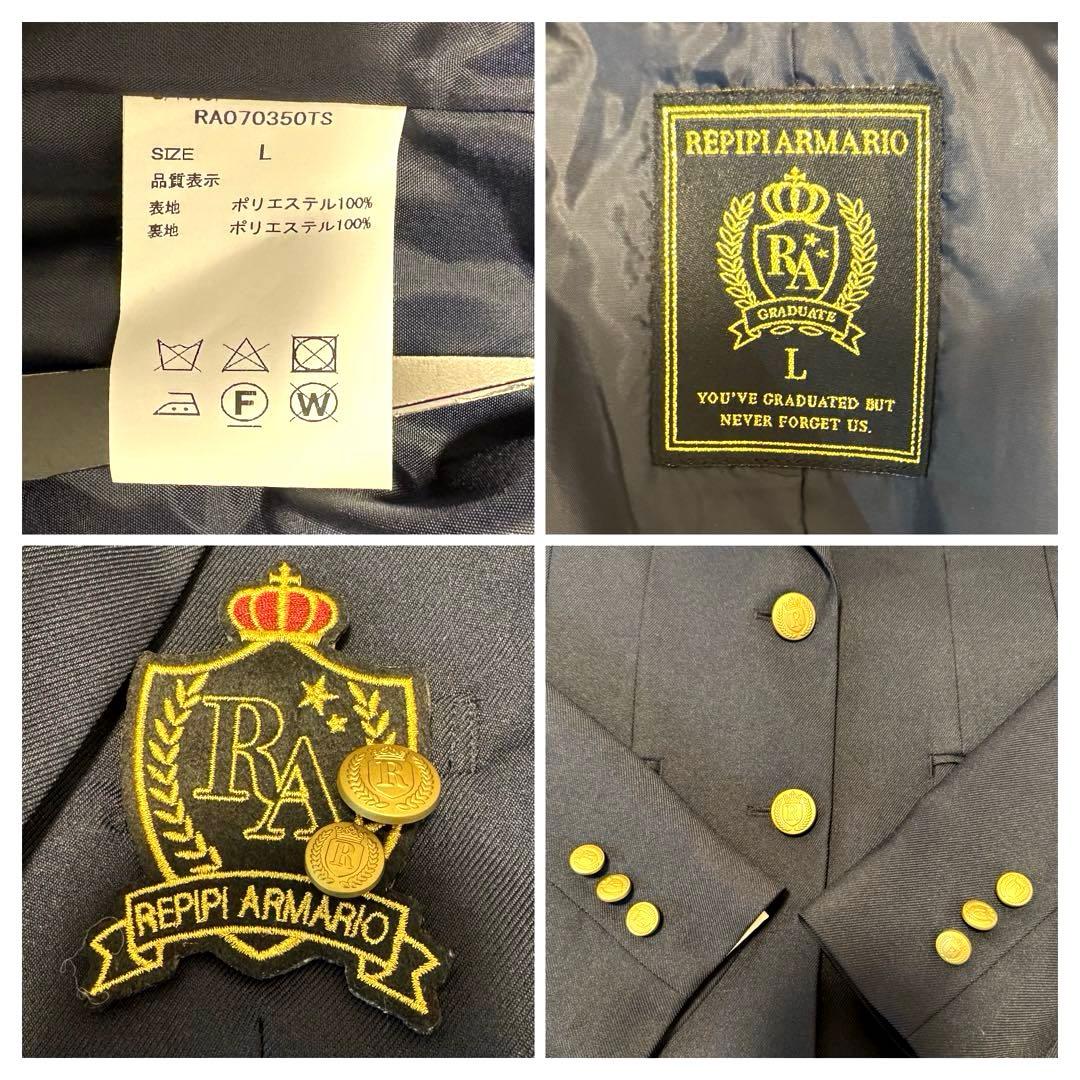 RA070350TS
SIZE L
品質表示
表地 ポリエステル100%
裏地 ポリエステル100%
F W
REPIPI ARMARIO
RA
GRADUATE
L
YOU'VE GRADUATED BUT
NEVER FORGET US.
RA
R
R
REPIPI ARMARIO
R
R